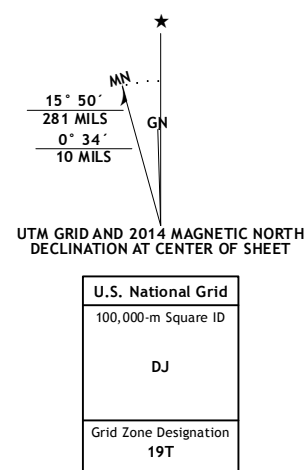 ★
MN
GN
15° 50´
281 MILS
0° 34´
10 MILS
UTM GRID AND 2014 MAGNETIC NORTH
DECLINATION AT CENTER OF SHEET
U.S. National Grid
100,000-m Square ID
DJ
Grid Zone Designation
19T